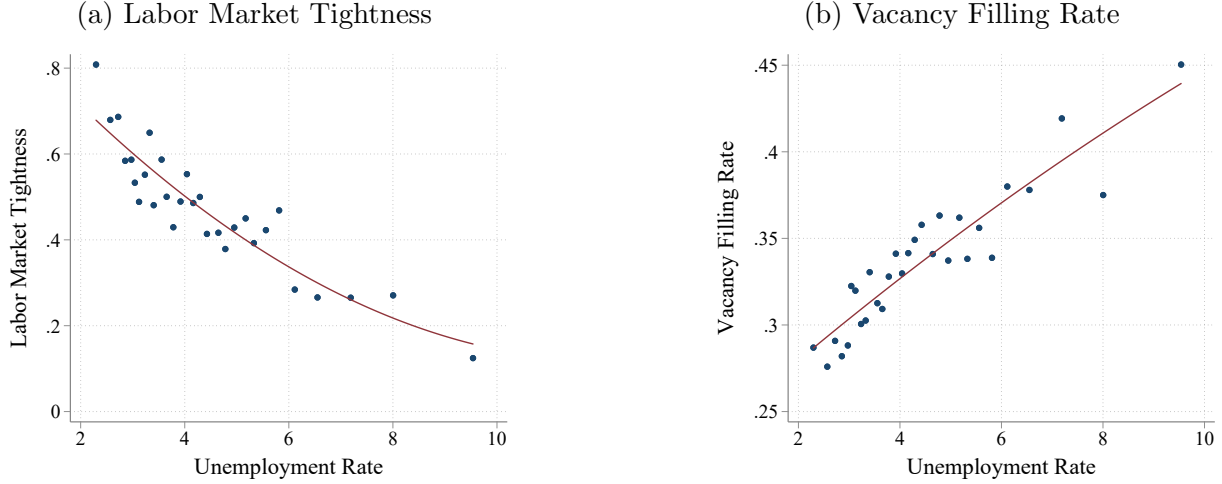 (a) Labor Market Tightness
Labor Market Tightness
.8
.6
.4
.2
0
2 4 6 8 10
Unemployment Rate
(b) Vacancy Filling Rate
Vacancy Filling Rate
.45
.4
.35
.3
.25
2 4 6 8 10
Unemployment Rate